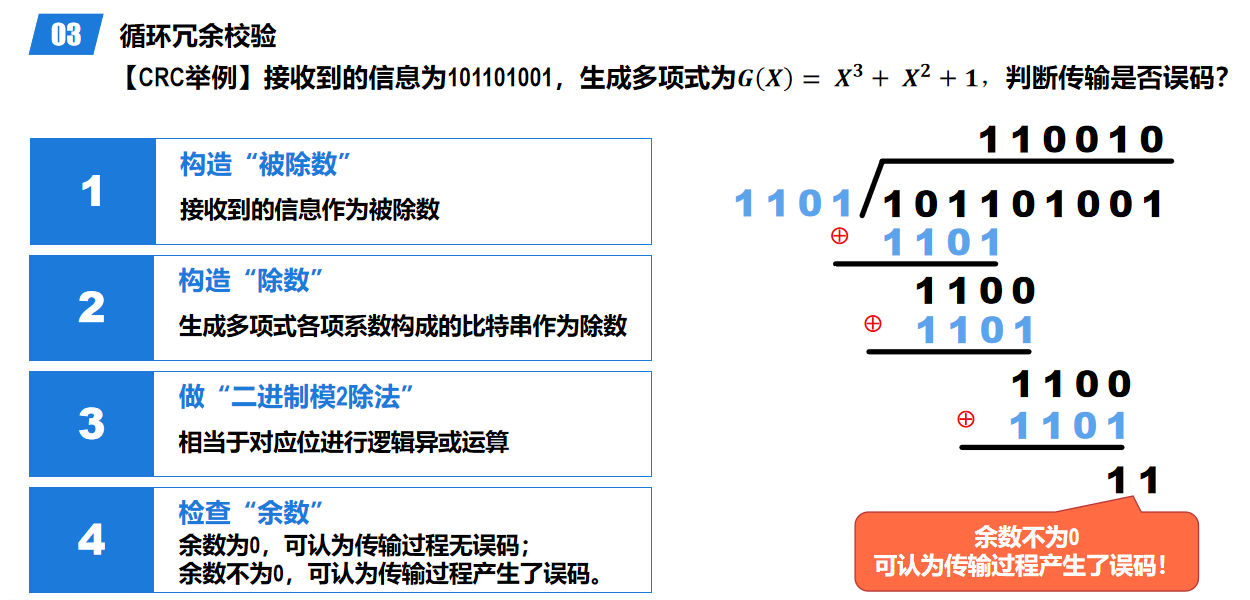 03 循环冗余校验
【CRC举例】接收到的信息为101101001，生成多项式为G(X) = X³ + X² + 1，判断传输是否误码？
1
构造“被除数”
接收到的信息作为被除数
2
构造“除数”
生成多项式各项系数构成的比特串作为除数
3
做“二进制模2除法”
相当于对应位进行逻辑异或运算
4
检查“余数”
余数为0，可认为传输过程无误码；
余数不为0，可认为传输过程产生了误码。
110010
1101 101101001
⊕ 1101
1100
⊕ 1101
1100
⊕ 1101
11
余数不为0
可认为传输过程产生了误码！